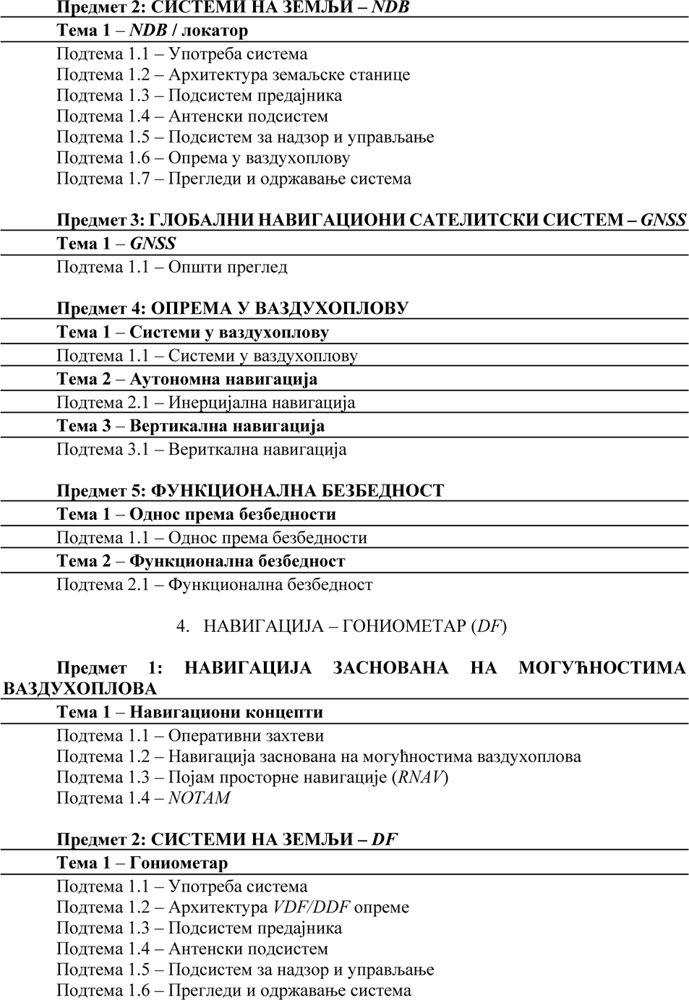 Предмет 2: СИСТЕМИ НА ЗЕМЉИ – NDB
Тема 1 – NDB / локатор
Подтема 1.1 – Употреба система
Подтема 1.2 – Архитектура земаљске станице
Подтема 1.3 – Подсистем предајника
Подтема 1.4 – Антенски подсистем
Подтема 1.5 – Подсистем за надзор и управљање
Подтема 1.6 – Опрема у ваздухоплову
Подтема 1.7 – Прегледи и одржавање система
Предмет 3: ГЛОБАЛНИ НАВИГАЦИОНИ САТЕЛИТСКИ СИСТЕМ – GNSS
Тема 1 – GNSS
Подтема 1.1 – Општи преглед
Предмет 4: ОПРЕМА У ВАЗДУХОПЛОВУ
Тема 1 – Системи у ваздухоплову
Подтема 1.1 – Системи у ваздухоплову
Тема 2 – Аутономна навигација
Подтема 2.1 – Инерцијална навигација
Тема 3 – Вертикална навигација
Подтема 3.1 – Вериткална навигација
Предмет 5: ФУНКЦИОНАЛНА БЕЗБЕДНОСТ
Тема 1 – Однос према безбедности
Подтема 1.1 – Однос према безбедности
Тема 2 – Функционална безбедност
Подтема 2.1 – Функционална безбедност
4. НАВИГАЦИЈА – ГОНИОМЕТАР (DF)
Предмет 1: НАВИГАЦИЈА ЗАСНОВАНА НА МОГУЋНОСТИМА
ВАЗДУХОПЛОВА
Тема 1 – Навигациони концепти
Подтема 1.1 – Оперативни захтеви
Подтема 1.2 – Навигација заснована на могућностима ваздухоплова
Подтема 1.3 – Појам просторне навигације (RNAV)
Подтема 1.4 – NOTAM
Предмет 2: СИСТЕМИ НА ЗЕМЉИ – DF
Тема 1 – Гониометар
Подтема 1.1 – Употреба система
Подтема 1.2 – Архитектура VDF/DDF опреме
Подтема 1.3 – Подсистем предајника
Подтема 1.4 – Антенски подсистем
Подтема 1.5 – Подсистем за надзор и управљање
Подтема 1.6 – Прегледи и одржавање система